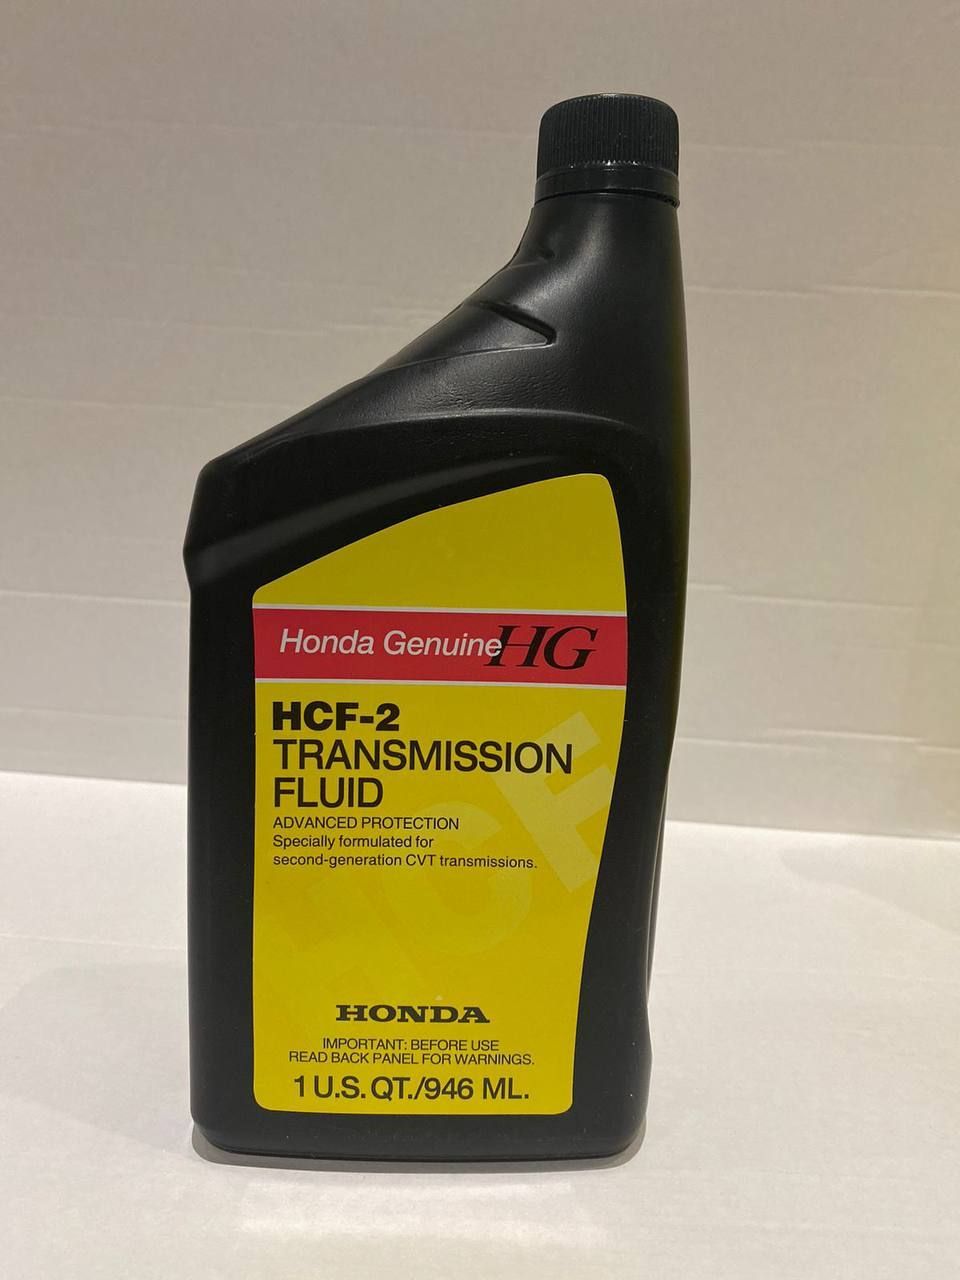 Honda Genuine HG
HCF-2
TRANSMISSION
FLUID
ADVANCED PROTECTION
Specially formulated for
second-generation CVT transmissions.
HCF
HONDA
IMPORTANT: BEFORE USE
READ BACK PANEL FOR WARNINGS.
1 U.S. QT./946 ML.